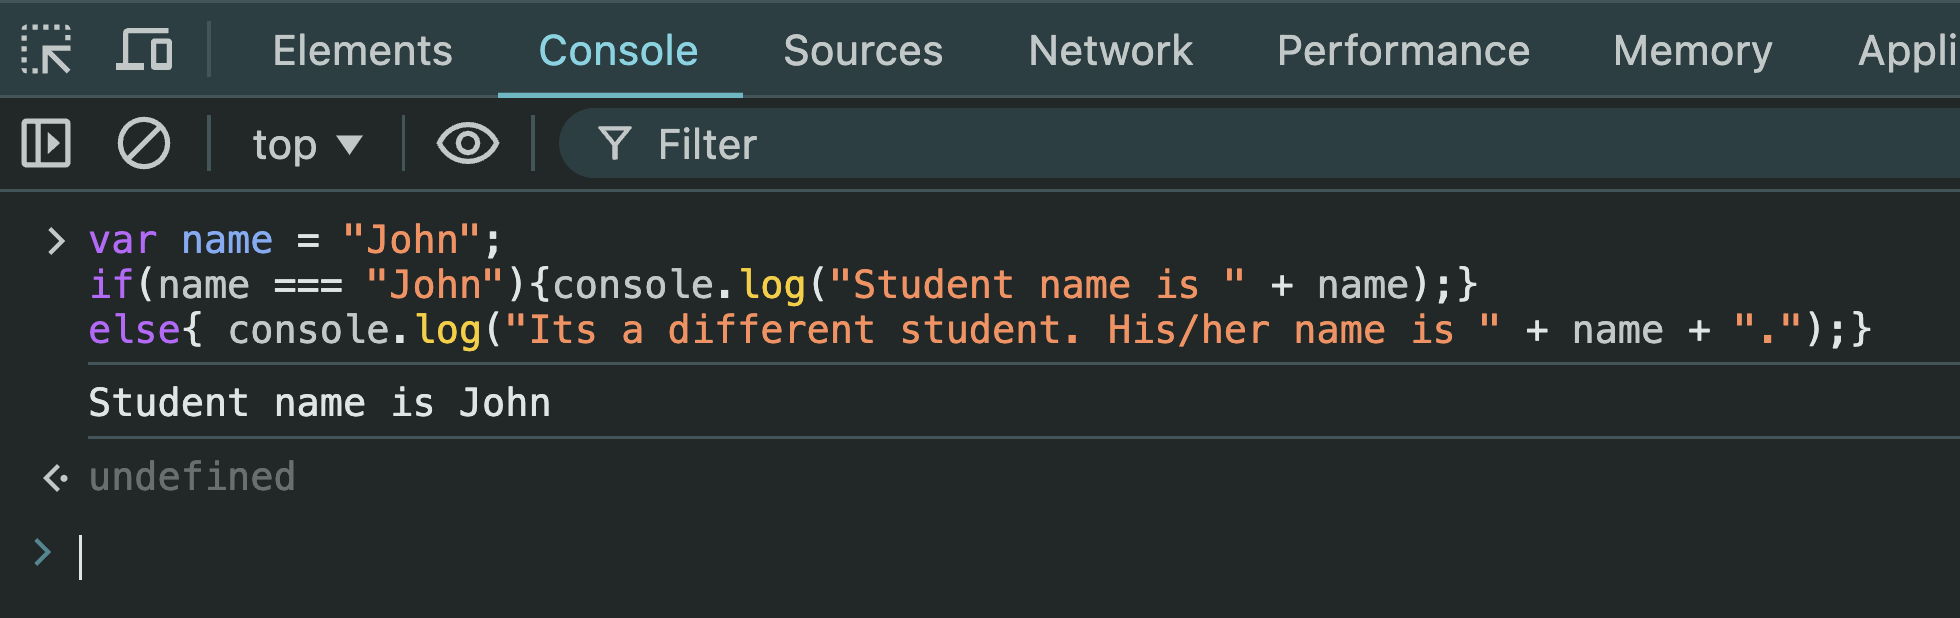 Elements Console Sources Network Performance Memory Appli
top Filter
var name = "John";
if(name === "John"){console.log("Student name is " + name);}
else{ console.log("Its a different student. His/her name is " + name + ".");}
Student name is John
undefined